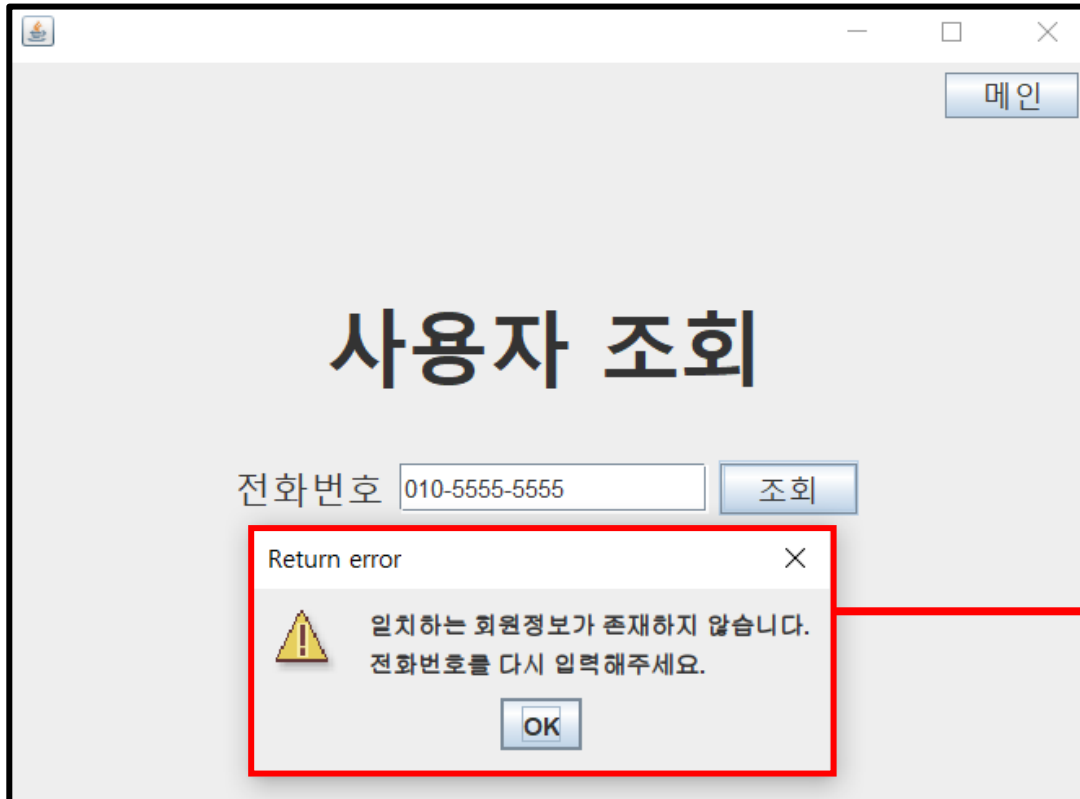 메인
사용자 조회
전화번호 010-5555-5555 조회
Return error
일치하는 회원정보가 존재하지 않습니다.
전화번호를 다시 입력해주세요.
OK